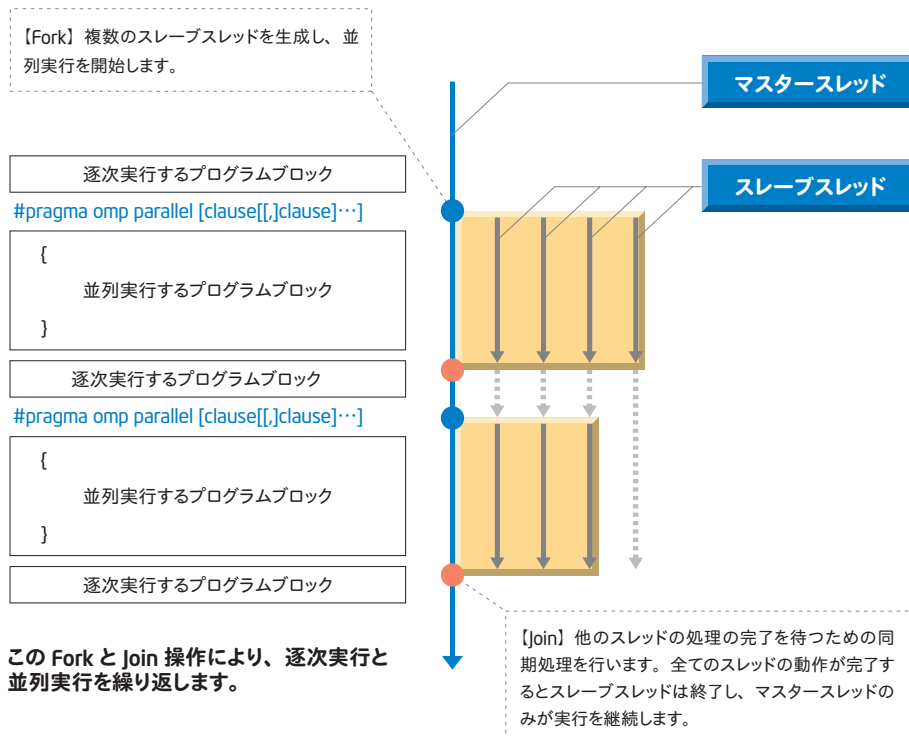 【Fork】複数のスレーブスレッドを生成し、並
列実行を開始します。
マスタースレッド
スレーブスレッド
逐次実行するプログラムブロック
#pragma omp parallel [clause[[,]clause]…]
{
並列実行するプログラムブロック
}
逐次実行するプログラムブロック
#pragma omp parallel [clause[[,]clause]…]
{
並列実行するプログラムブロック
}
逐次実行するプログラムブロック
この Fork と Join 操作により、逐次実行と
並列実行を繰り返します。
【Join】他のスレッドの処理の完了を待つための同
期処理を行います。全てのスレッドの動作が完了す
るとスレーブスレッドは終了し、マスタースレッドの
みが実行を継続します。